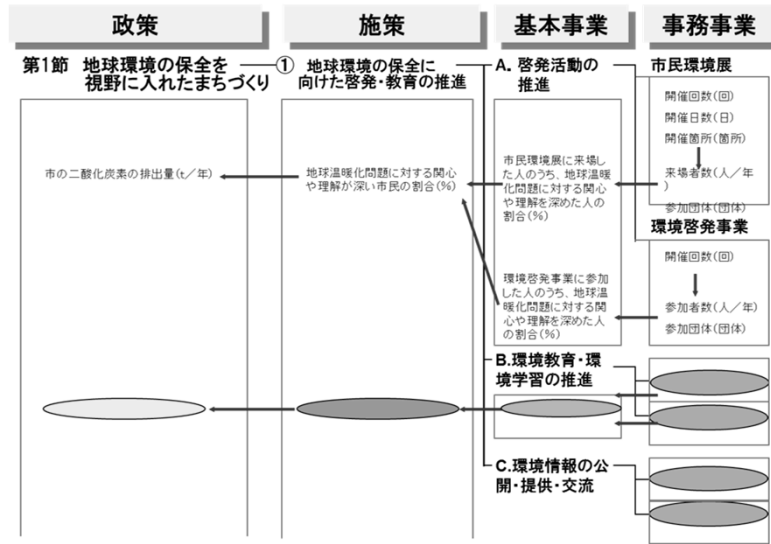 政策
施策
基本事業
事務事業
第1節 地球環境の保全を
視野に入れたまちづくり
① 地球環境の保全に
向けた啓発・教育の推進
A. 啓発活動の
推進
市民環境展
開催回数(回)
開催日数(日)
開催箇所(箇所)
来場者数(人/年
)
参加団体(団体)
市の二酸化炭素の排出量(t/年)
地球温暖化問題に対する関心
や理解が深い市民の割合(%)
市民環境展に来場し
た人のうち、地球温暖
化問題に対する関心
や理解を深めた人の
割合(%)
環境啓発事業
開催回数(回)
参加者数(人/年)
参加団体(団体)
環境啓発事業に参加
した人のうち、地球温
暖化問題に対する関
心や理解を深めた人
の割合(%)
B.環境教育・環
境学習の推進
C.環境情報の公
開・提供・交流